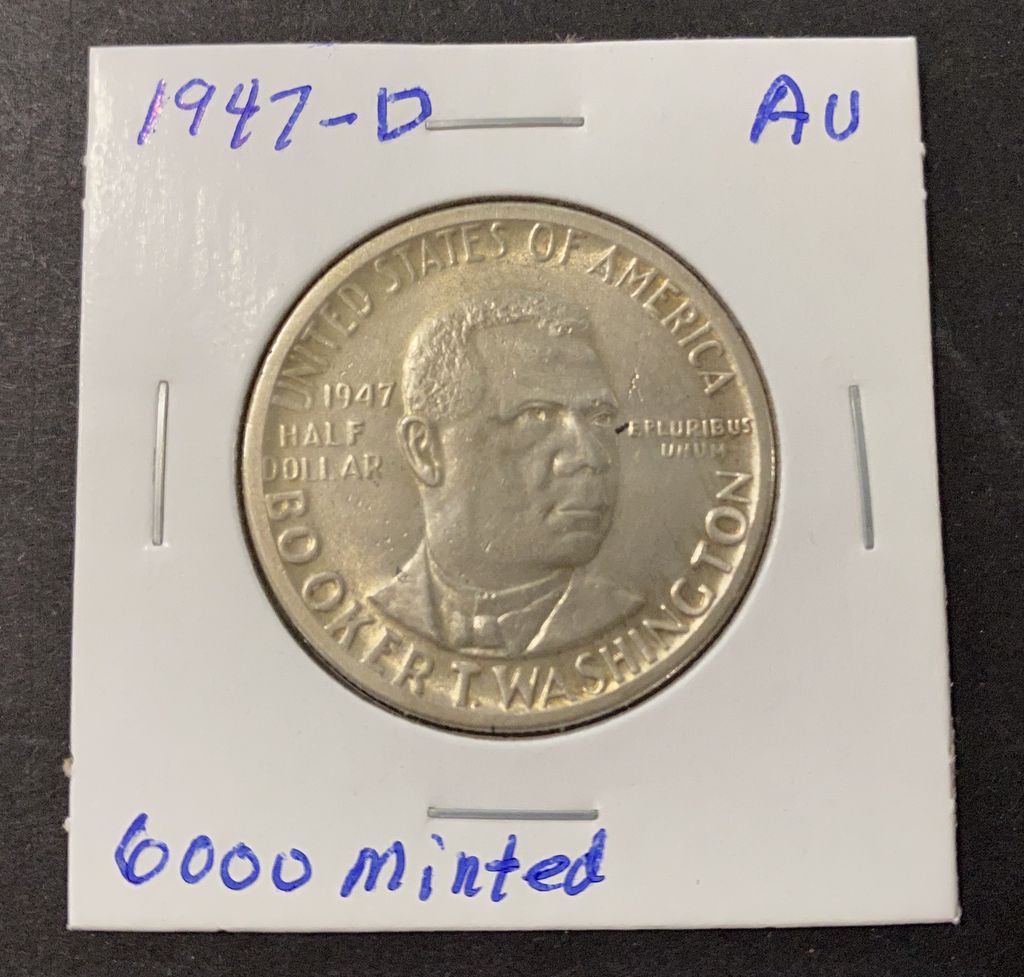 1947-D AU
UNITED STATES OF AMERICA
1947
HALF
DOLLAR
E PLURIBUS
UNUM
BOOKER T. WASHINGTON
6000 Minted